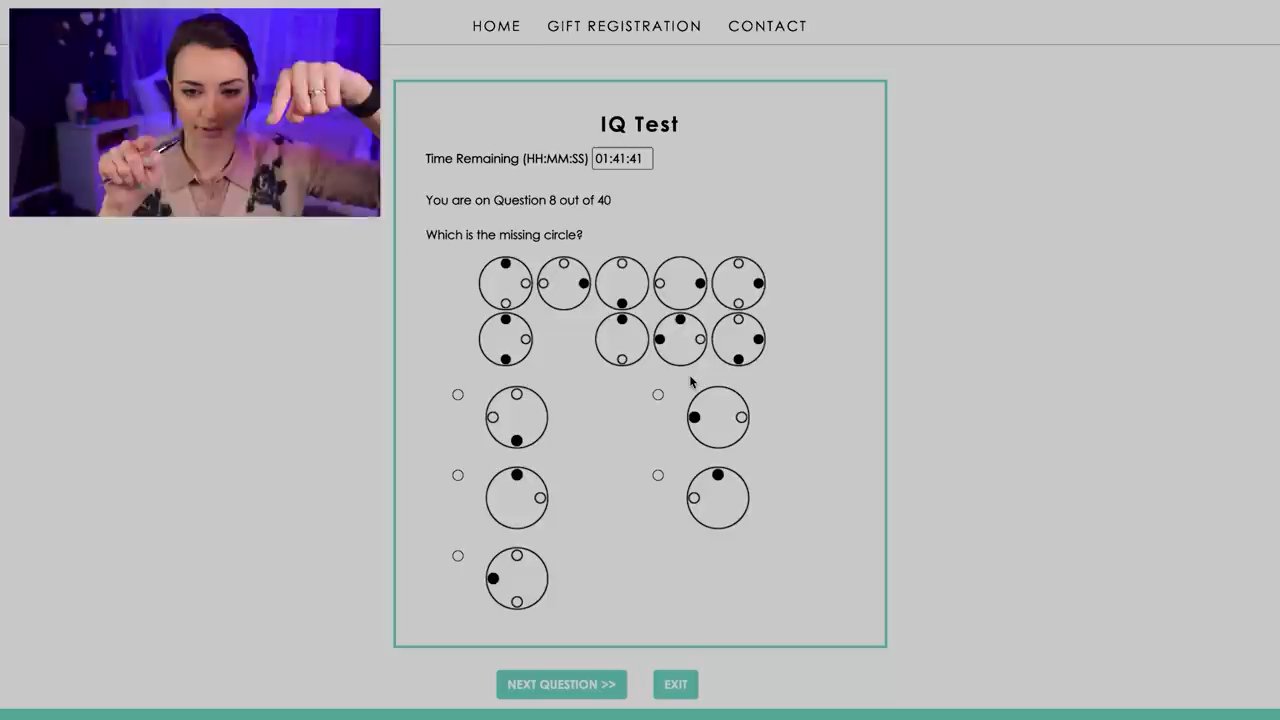 HOME GIFT REGISTRATION CONTACT
IQ Test
Time Remaining (HH:MM:SS) 01:41:41
You are on Question 8 out of 40
Which is the missing circle?
NEXT QUESTION >> EXIT